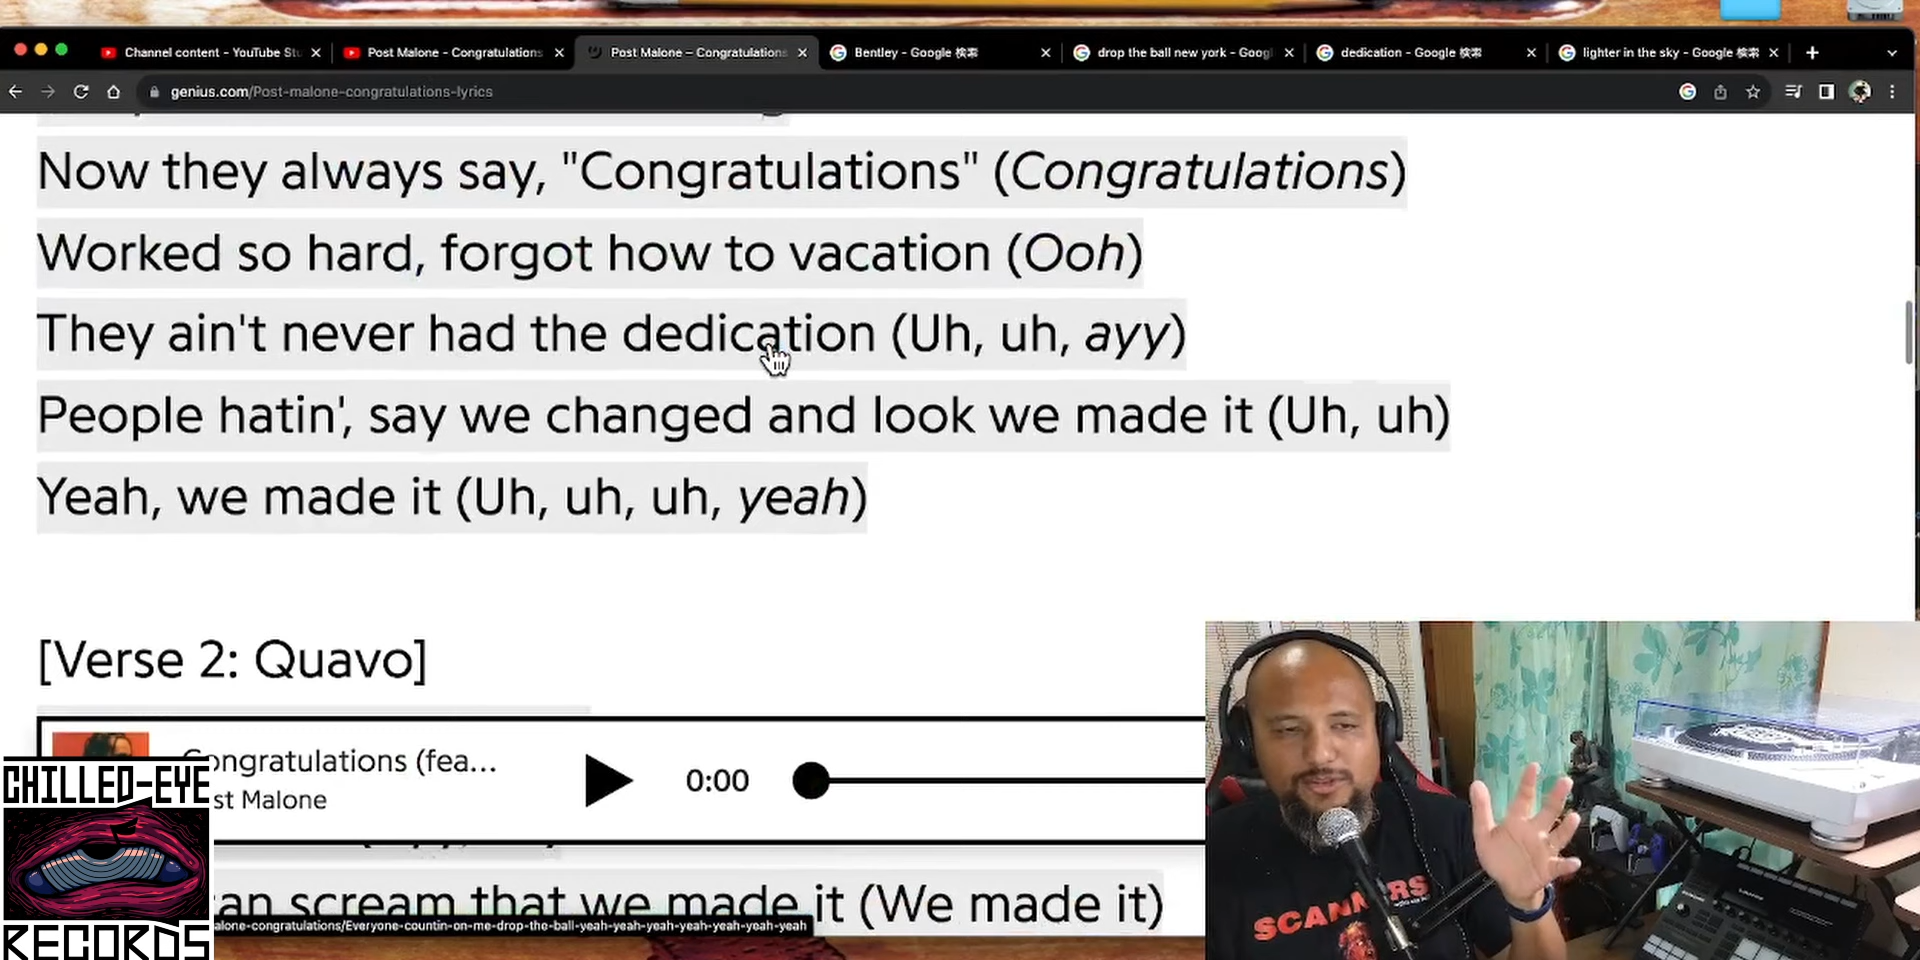 Channel content - YouTube Stu
Post Malone - Congratulations
Post Malone – Congratulations
Bentley - Google 検索
drop the ball new york - Goog
dedication - Google 検索
lighter in the sky - Google 検索
genius.com/Post-malone-congratulations-lyrics
Now they always say, "Congratulations" (Congratulations)
Worked so hard, forgot how to vacation (Ooh)
They ain't never had the dedication (Uh, uh, ayy)
People hatin', say we changed and look we made it (Uh, uh)
Yeah, we made it (Uh, uh, uh, yeah)
[Verse 2: Quavo]
ongratulations (fea...
st Malone
0:00
an scream that we made it (We made it)
alone-congratulations/Everyone-countin-on-me-drop-the-ball-yeah-yeah-yeah-yeah-yeah-yeah-yeah
CHILLED-EYE
RECORDS
SCANNERS